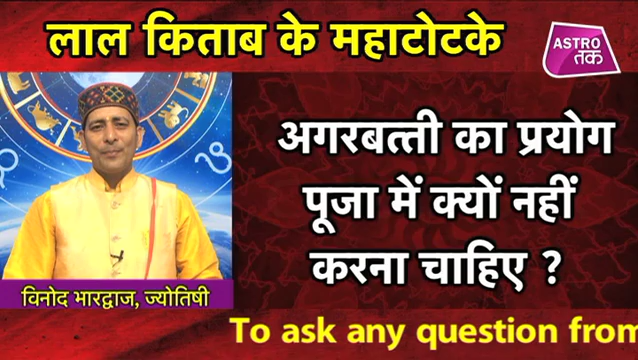 लाल किताब के महाटोटके
ASTRO
तक
अगरबत्ती का प्रयोग
पूजा में क्यों नहीं
करना चाहिए ?
विनोद भारद्वाज, ज्योतिषी
To ask any question from